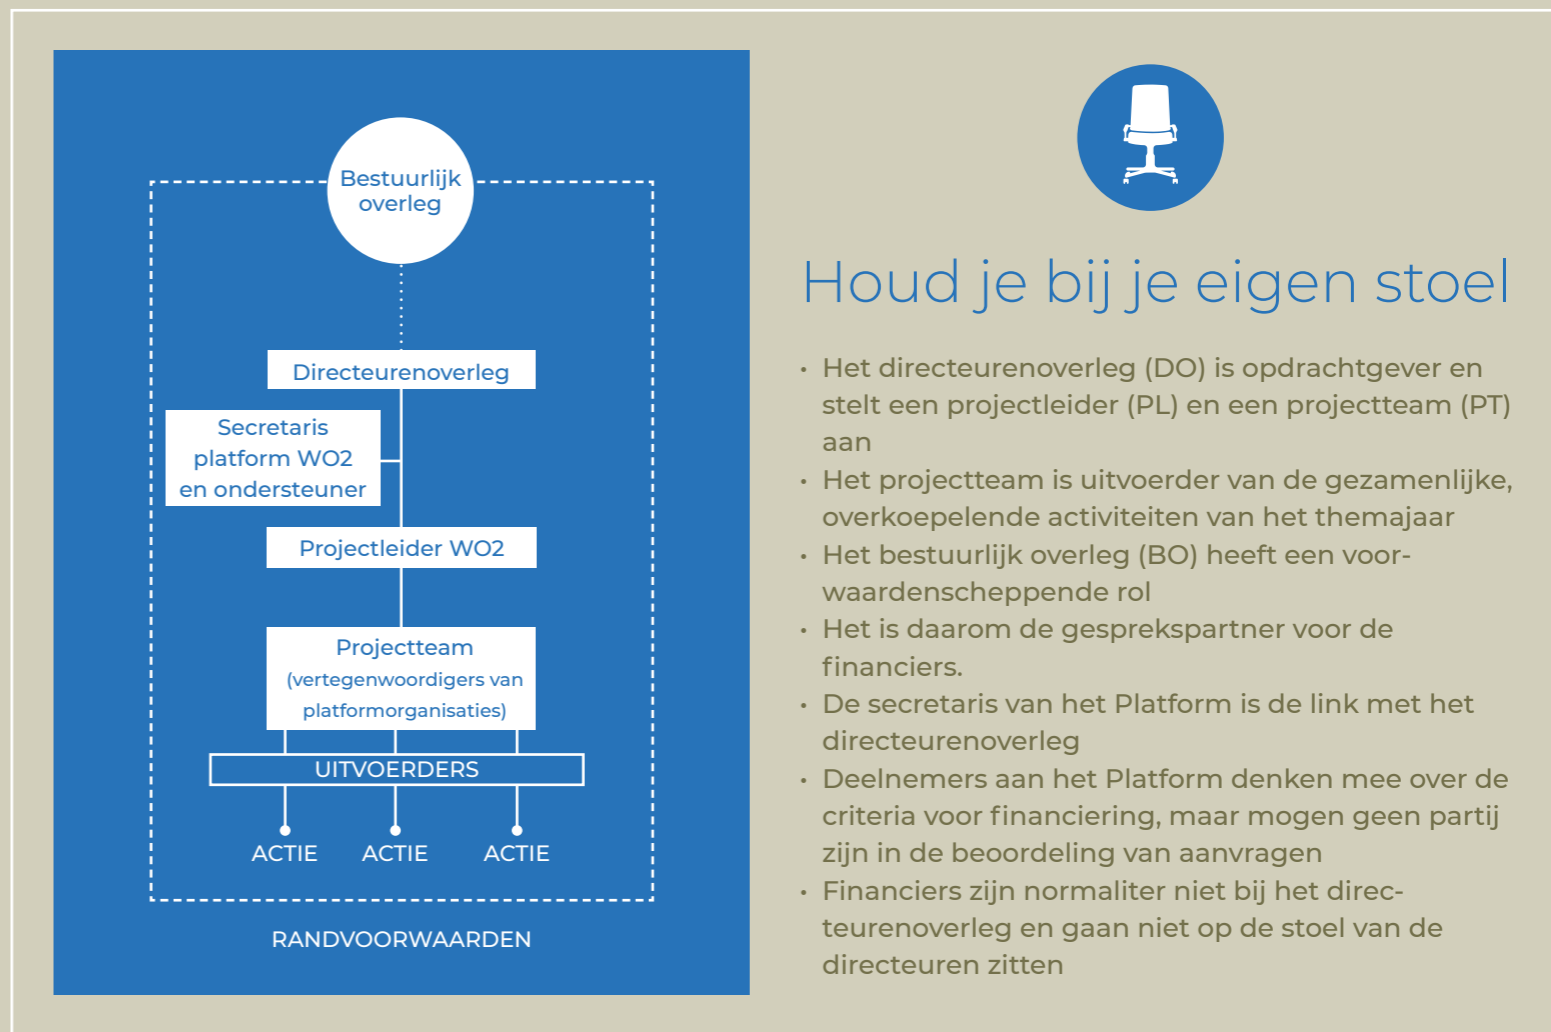 Bestuurlijk
overleg
Directeurenoverleg
Secretaris
platform WO2
en ondersteuner
Projectleider WO2
Projectteam
(vertegenwoordigers van
platformorganisaties)
UITVOERDERS
ACTIE ACTIE ACTIE
RANDVOORWAARDEN
Houd je bij je eigen stoel
• Het directeurenoverleg (DO) is opdrachtgever en
stelt een projectleider (PL) en een projectteam (PT)
aan
• Het projectteam is uitvoerder van de gezamenlijke,
overkoepelende activiteiten van het themajaar
• Het bestuurlijk overleg (BO) heeft een voor-
waardenscheppende rol
• Het is daarom de gesprekspartner voor de
financiers.
• De secretaris van het Platform is de link met het
directeurenoverleg
• Deelnemers aan het Platform denken mee over de
criteria voor financiering, maar mogen geen partij
zijn in de beoordeling van aanvragen
• Financiers zijn normaliter niet bij het direc-
teurenoverleg en gaan niet op de stoel van de
directeuren zitten